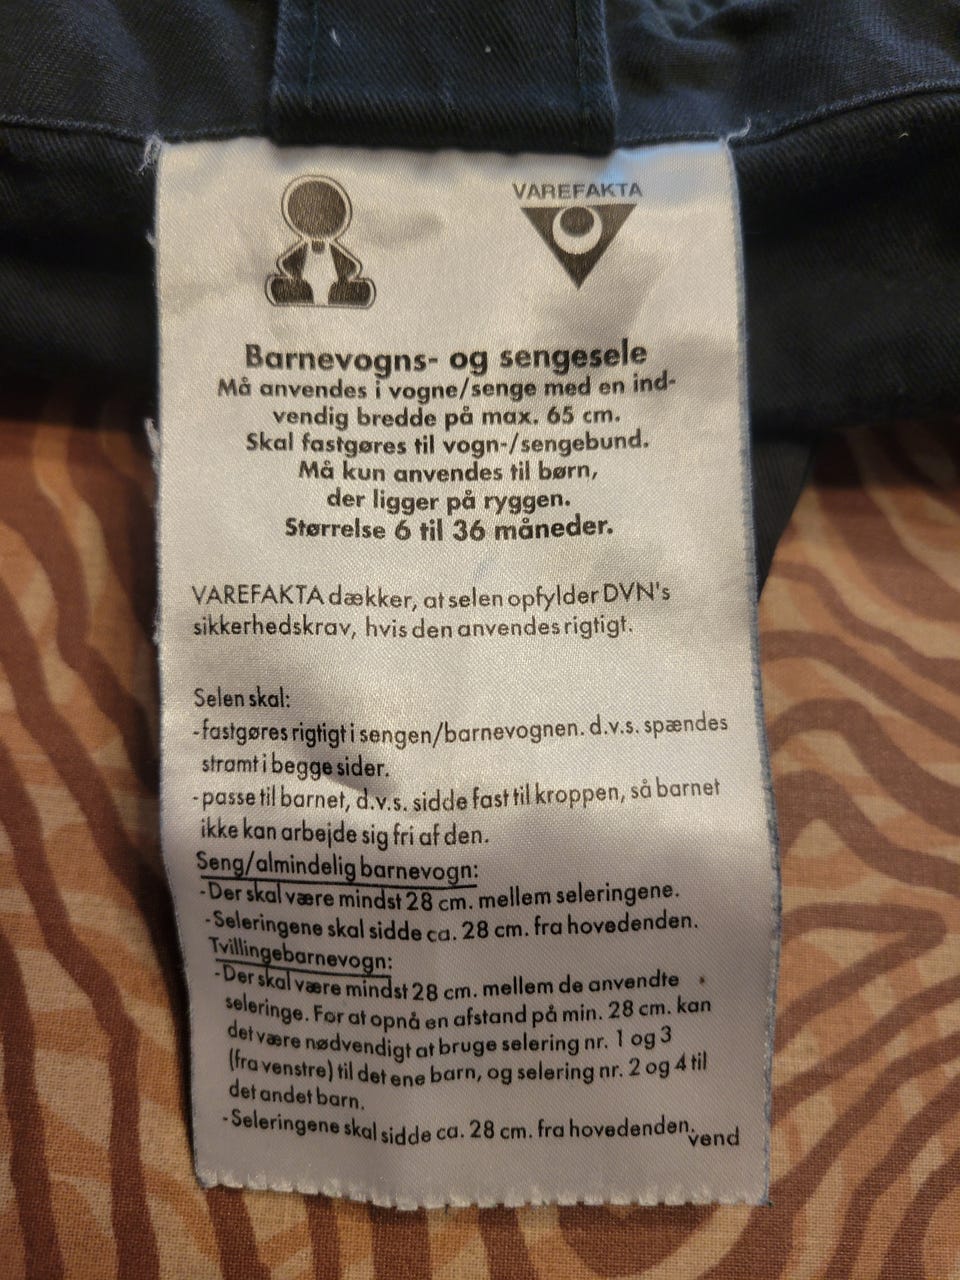 VAREFAKTA
Barnevogns- og sengesele
Må anvendes i vogne/senge med en ind-
vendig bredde på max. 65 cm.
Skal fastgøres til vogn-/sengebund.
Må kun anvendes til børn,
der ligger på ryggen.
Størrelse 6 til 36 måneder.
VAREFAKTA dækker, at selen opfylder DVN's
sikkerhedskrav, hvis den anvendes rigtigt.
Selen skal:
-fastgøres rigtigt i sengen/barnevognen. d.v.s. spændes
stramt i begge sider.
-passe til barnet, d.v.s. sidde fast til kroppen, så barnet
ikke kan arbejde sig fri af den.
Seng/almindelig barnevogn:
-Der skal være mindst 28 cm. mellem seleringene.
-Seleringene skal sidde ca. 28 cm. fra hovedenden.
Tvillingebarnevogn:
-Der skal være mindst 28 cm. mellem de anvendte
seleringe. For at opnå en afstand på min. 28 cm. kan
det være nødvendigt at bruge selering nr. 1 og 3
(fra venstre) til det ene barn, og selering nr. 2 og 4 til
det andet barn.
-Seleringene skal sidde ca. 28 cm. fra hovedenden.
vend